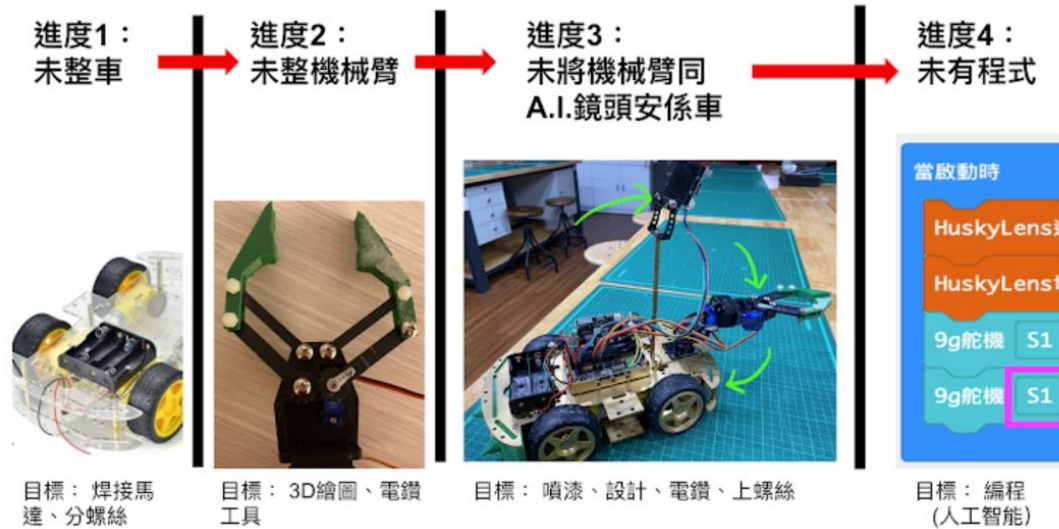 進度1：
未整車
進度2：
未整機械臂
進度3：
未將機械臂同
A.I.鏡頭安係車
進度4：
未有程式
當啟動時
HuskyLens
HuskyLens
9g舵機 S1
9g舵機 S1
目標： 焊接馬
達、分螺絲
目標： 3D繪圖、電鑽
工具
目標： 噴漆、設計、電鑽、上螺絲
目標： 編程
(人工智能)